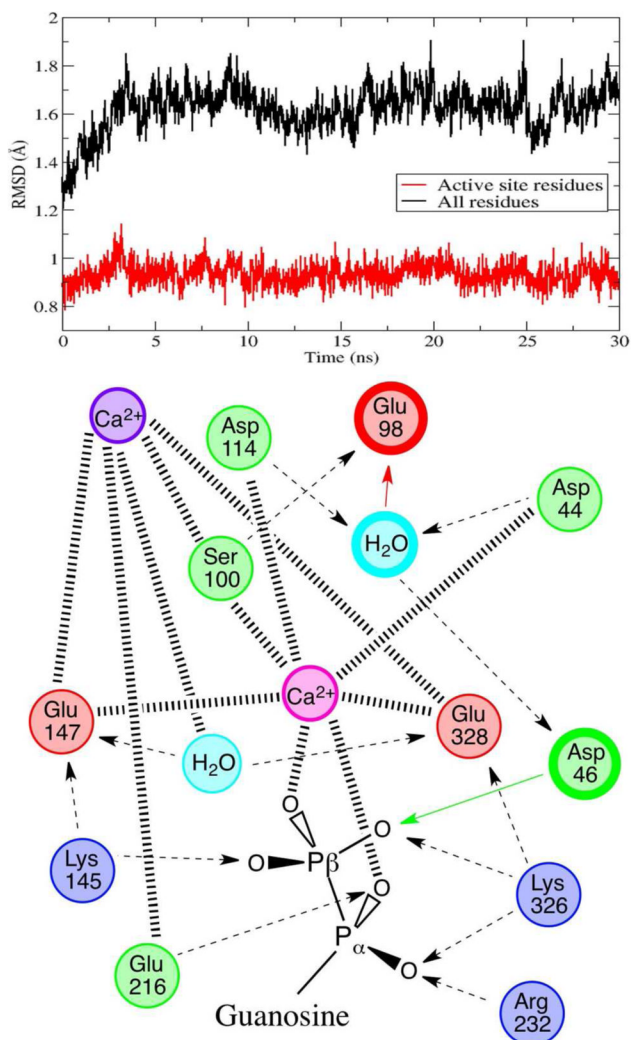 2
1.8
1.6
RMSD (Å)
1.4
1.2
1
0.8
Active site residues
All residues
0
5
10
15
20
25
30
Time (ns)
Ca²⁺
Asp
114
Glu
98
Asp
44
H₂O
Ser
100
Ca²⁺
Glu
147
Glu
328
H₂O
Asp
46
O
O
O
Pβ
Lys
145
O
Lys
326
P
α
O
Glu
216
Guanosine
Arg
232